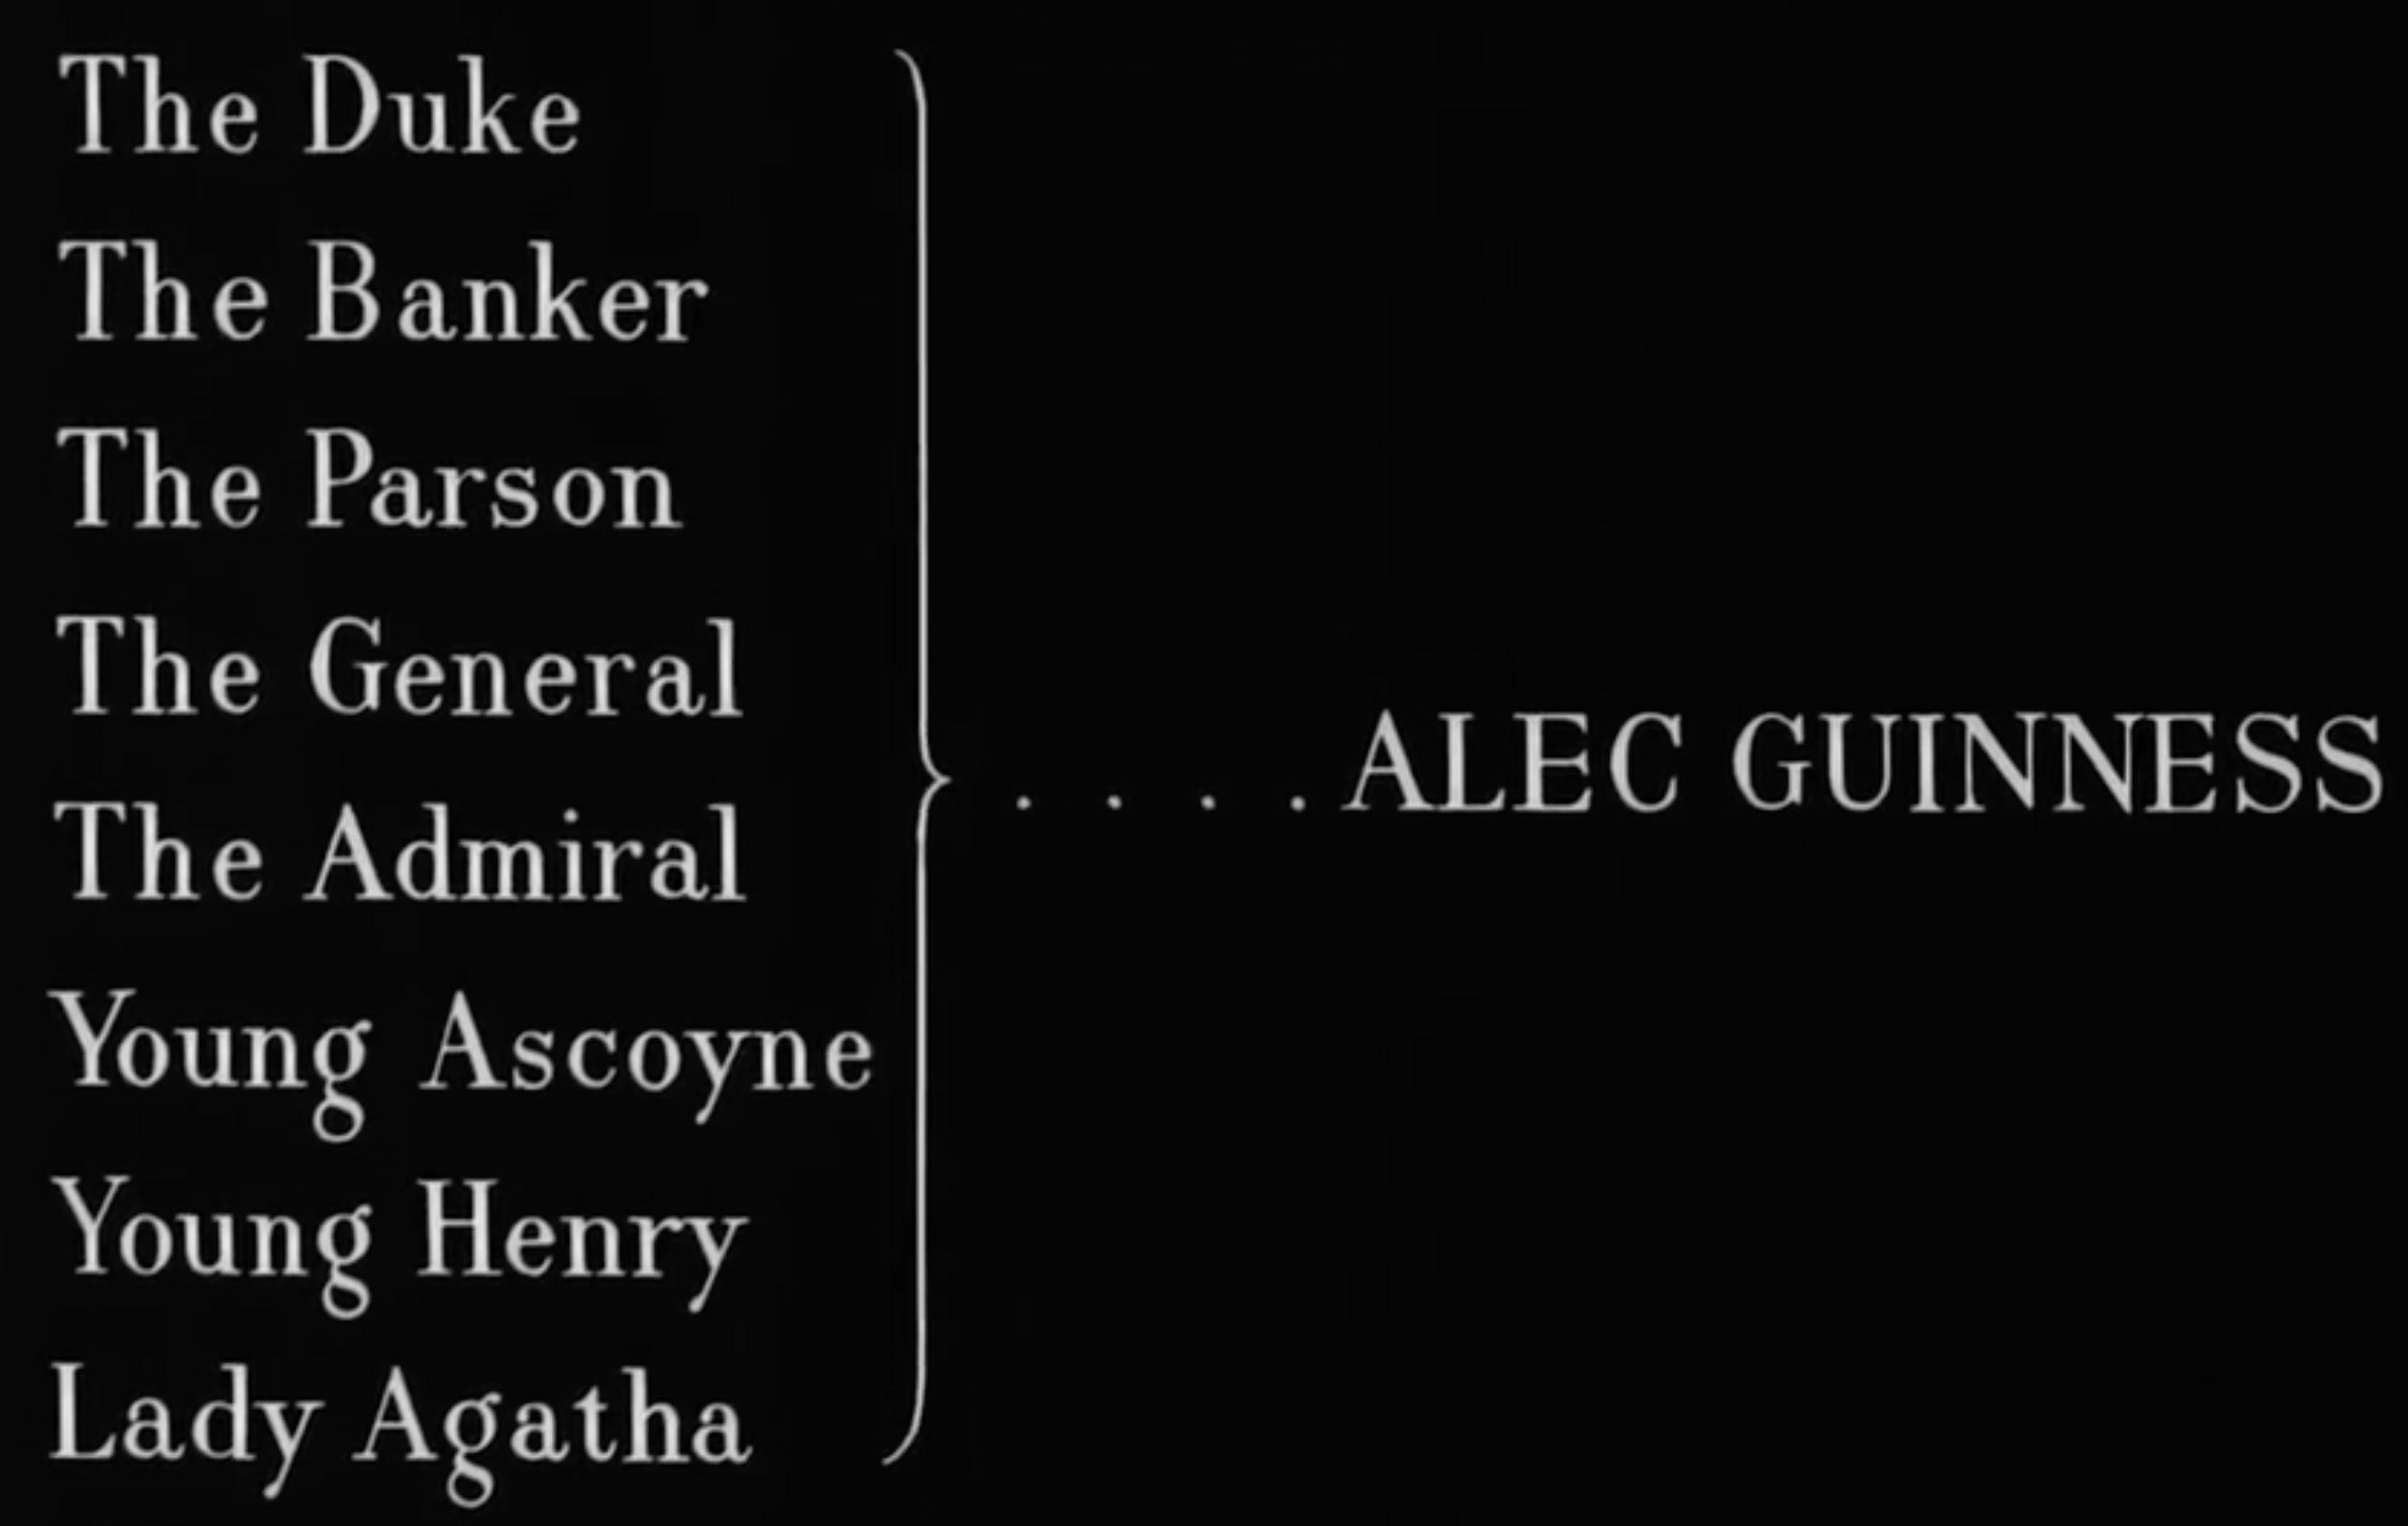 The Duke
The Banker
The Parson
The General
The Admiral
Young Ascoyne
Young Henry
Lady Agatha
. . . . ALEC GUINNESS